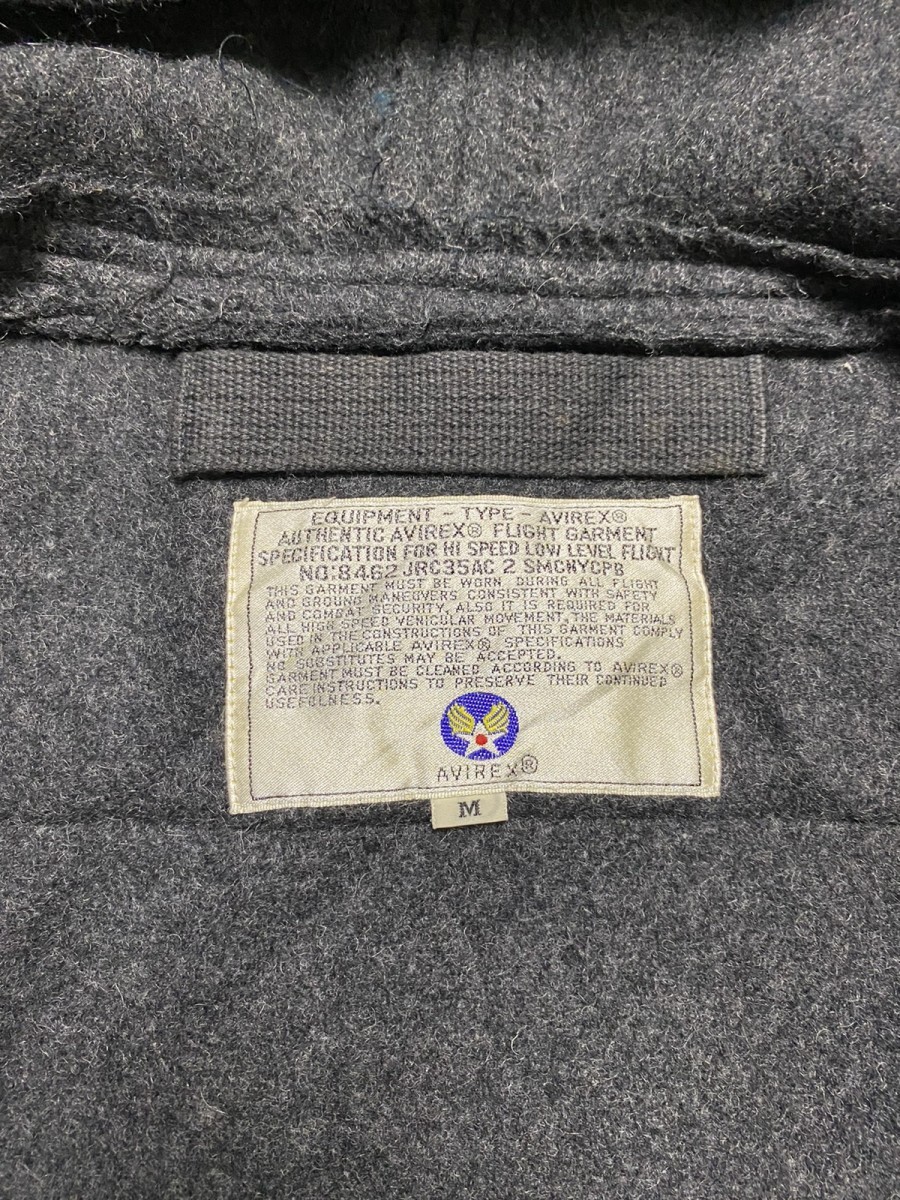 EQUIPMENT - TYPE - AVIREX®
AUTHENTIC AVIREX® FLIGHT GARMENT
SPECIFICATION FOR HI SPEED LOW LEVEL FLIGHT
NO:8462 JRC35AC 2 SMCNYCPB
THIS GARMENT MUST BE WORN DURING ALL FLIGHT
AND GROUND MANEUVERS CONSISTENT WITH SAFETY
AND COMBAT SECURITY, ALSO IT IS REQUIRED FOR
ALL HIGH SPEED VENICULAR MOVEMENT, THE MATERIALS
USED IN THE CONSTRUCTIONS OF THIS GARMENT COMPLY
WITH APPLICABLE AVIREX® SPECIFICATIONS
NO SUBSTITUTES MAY BE ACCEPTED.
GARMENT MUST BE CLEANED ACCORDING TO AVIREX®
CARE INSTRUCTIONS TO PRESERVE THEIR CONTINUED
USEFULNESS.
AVIREX®
M